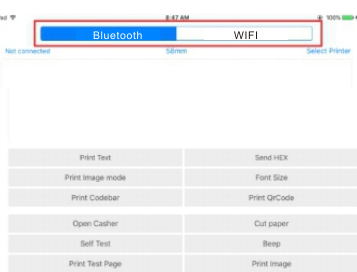 8:47 AM
100%
Bluetooth WIFI
Not connected 58mm Select Printer
Print Text Send HEX
Print Image mode Font Size
Print Codebar Print QrCode
Open Casher Cut paper
Self Test Beep
Print Test Page Print Image